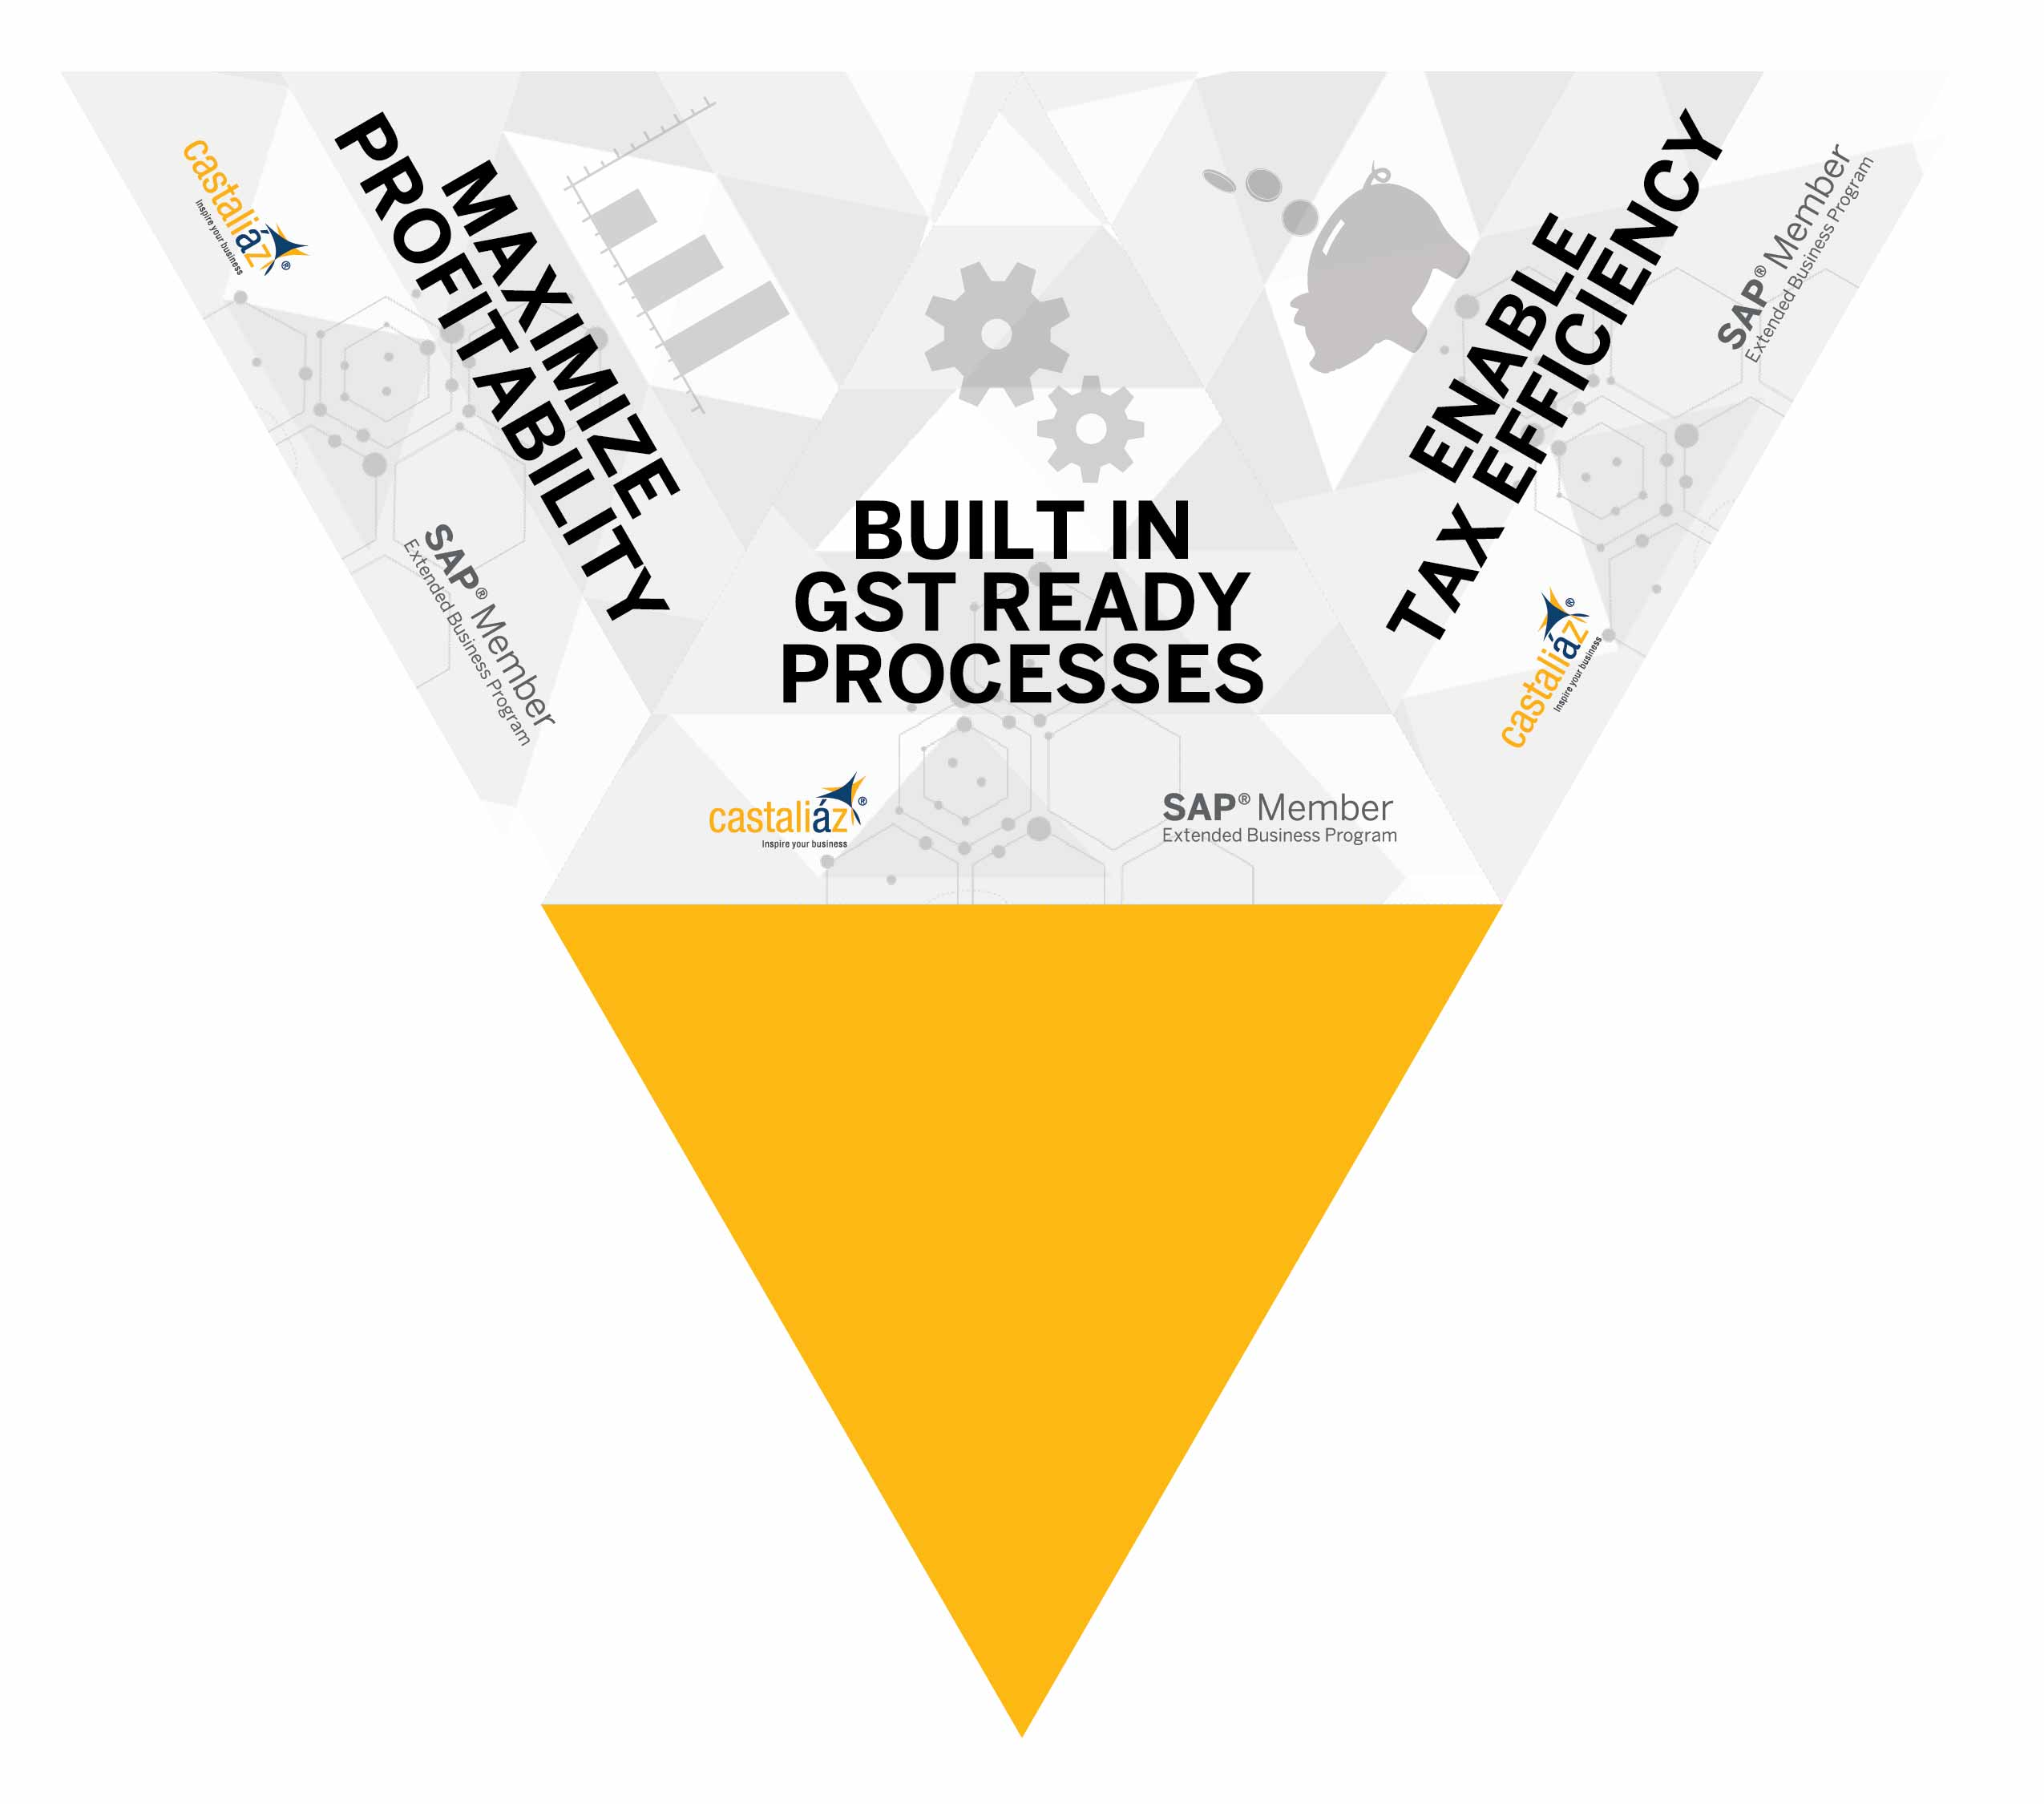 MAXIMIZE
PROFITABILITY
castaliáz®
Inspire your business
SAP® Member
Extended Business Program
BUILT IN
GST READY
PROCESSES
castaliáz®
Inspire your business
SAP® Member
Extended Business Program
ENABLE
TAX EFFICIENCY
castaliáz®
Inspire your business
SAP® Member
Extended Business Program